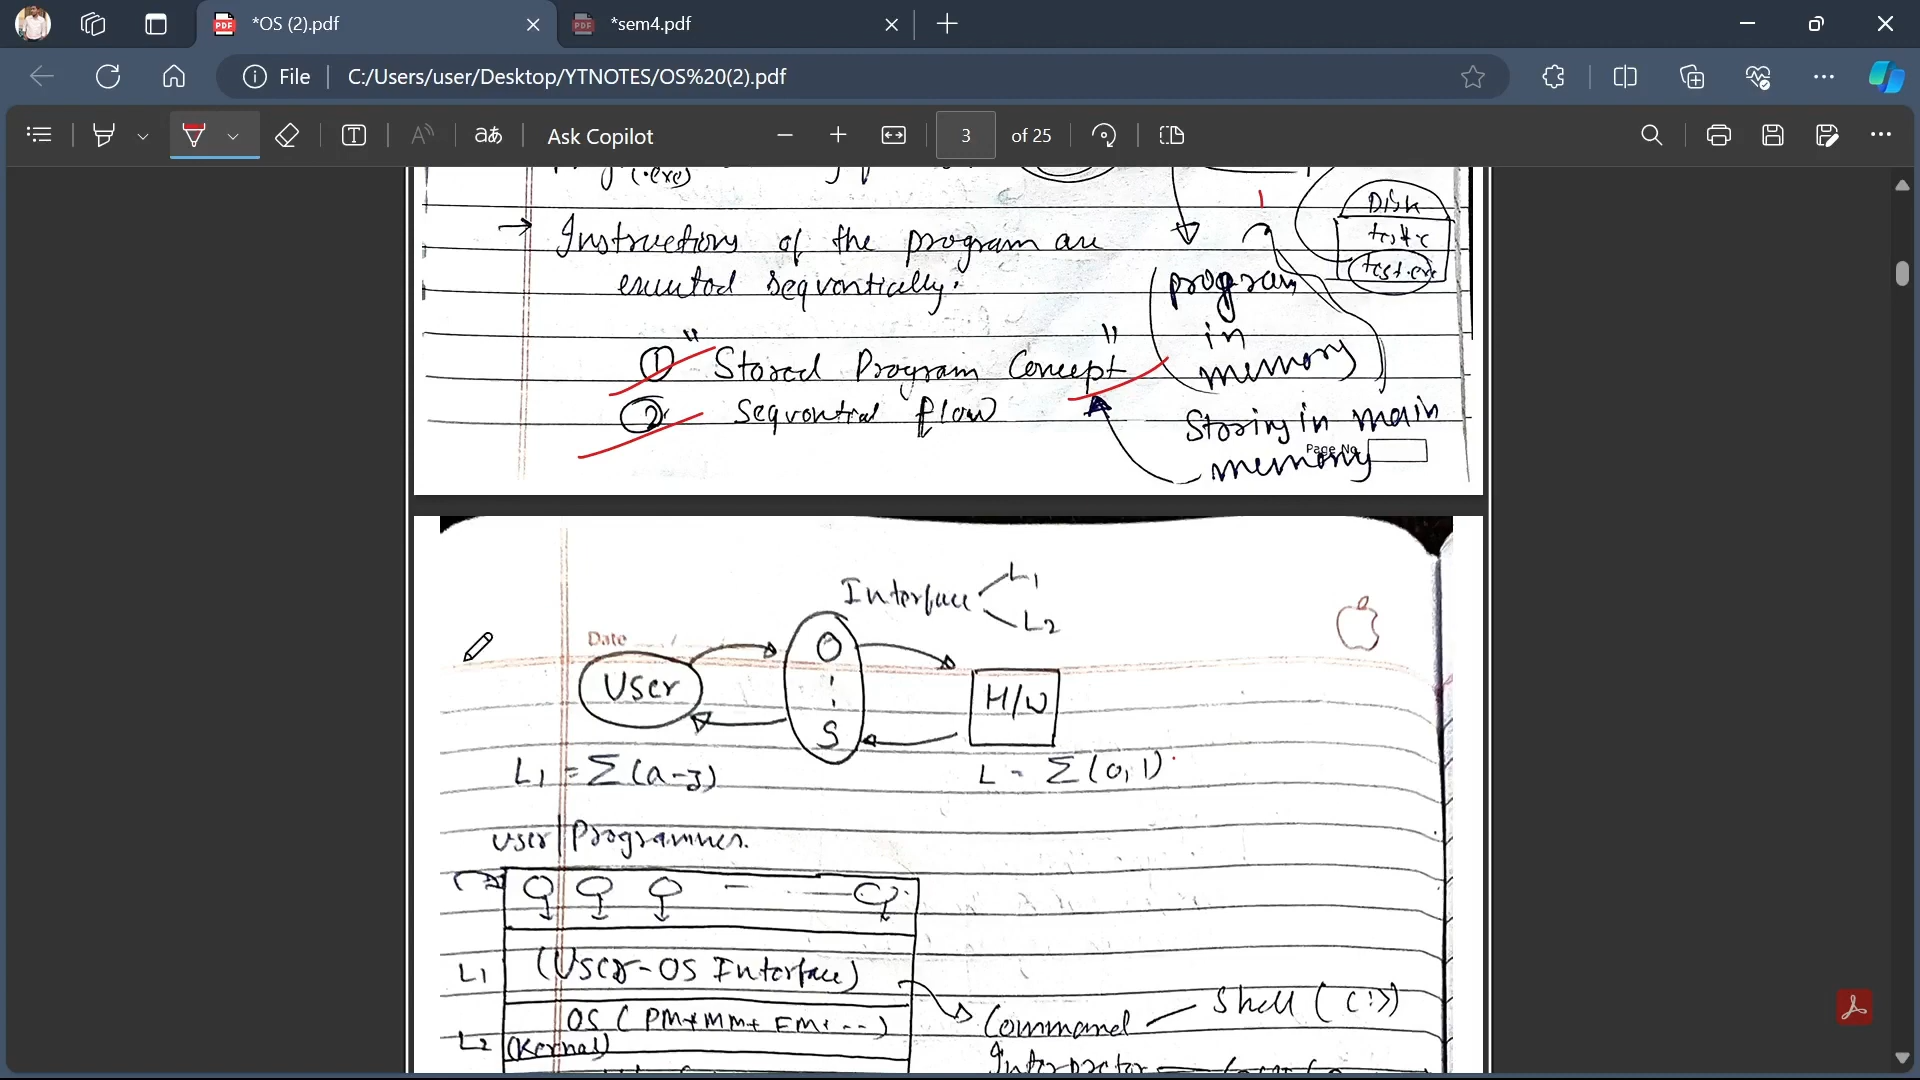 *OS (2).pdf
*sem4.pdf
File
C:/Users/user/Desktop/YTNOTES/OS%20(2).pdf
Ask Copilot
3 of 25
(.exe)
→ Instructions of the program are
sequentially.
① "Stored Program Concept"
② Sequential flow
Disk
test.c
test.exe
program
in
memory
Storing in main
memory
Page No
Interface
L1
L2
Date
User
O
S
H/W
L1 = Σ(a-z)
L = Σ(0,1)
user/Programmer.
L1 (User-OS Interface)
L2 OS (PM+MM+FM+--)
(Kernal)
Command
Shell (C:>)
Interpreter